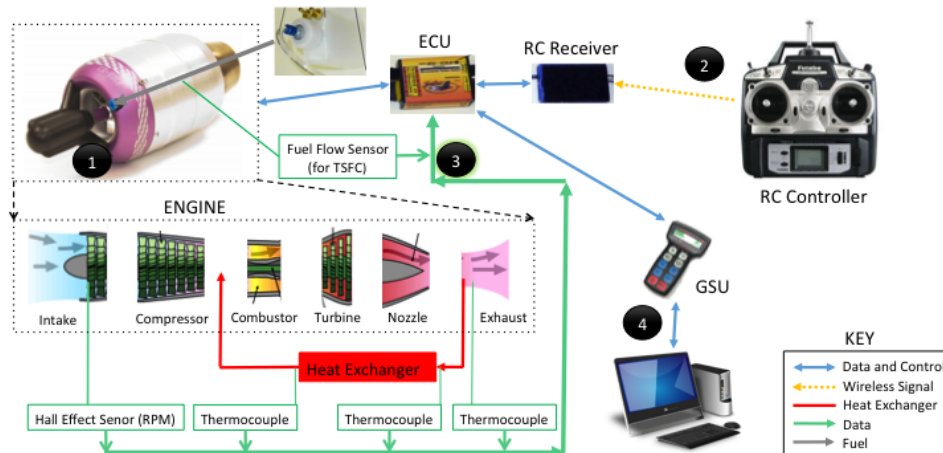 ECU
RC Receiver
2
Futaba
Fuel Flow Sensor
(for TSFC)
3
1
RC Controller
ENGINE
GSU
Intake
Compressor
Combustor
Turbine
Nozzle
Exhaust
4
KEY
Heat Exchanger
Data and Control
Wireless Signal
Heat Exchanger
Data
Fuel
Hall Effect Senor (RPM)
Thermocouple
Thermocouple
Thermocouple